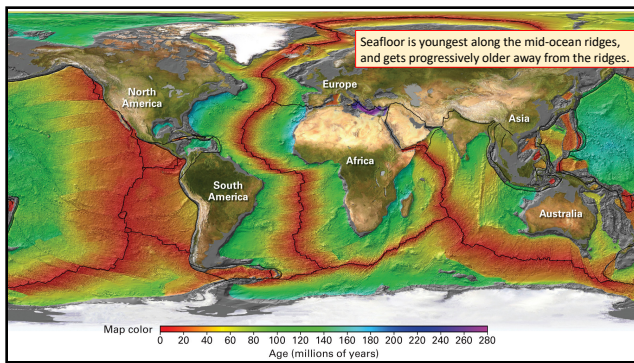 Seafloor is youngest along the mid-ocean ridges,
and gets progressively older away from the ridges.
North
America
Europe
Asia
Africa
South
America
Australia
Map color
0 20 40 60 80 100 120 140 160 180 200 220 240 260 280
Age (millions of years)